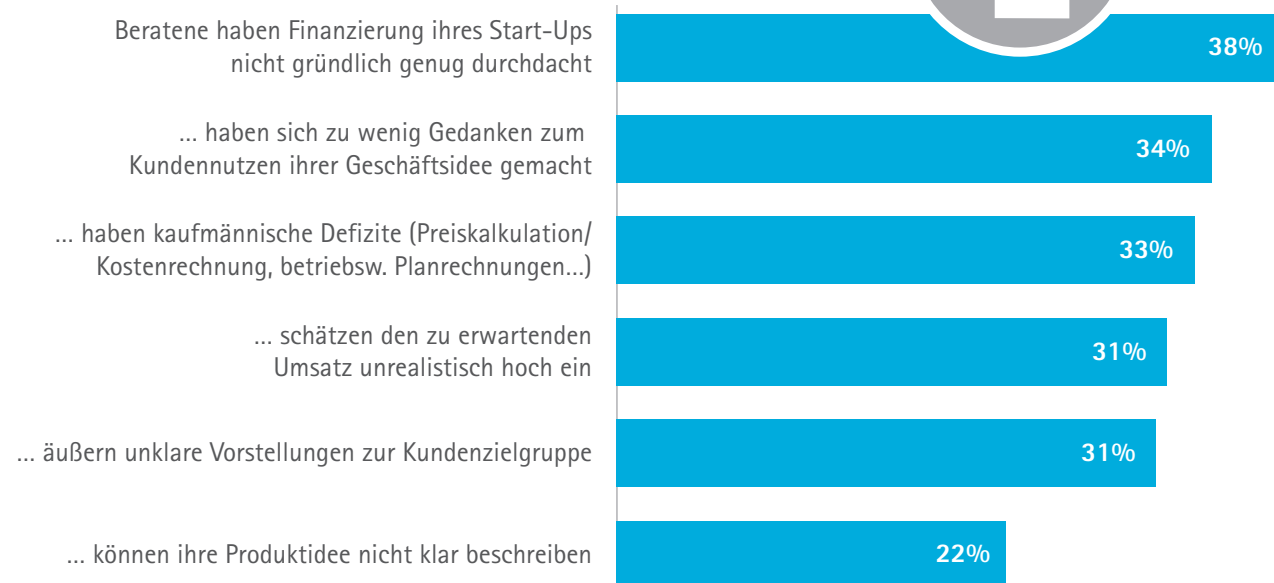 Beratene haben Finanzierung ihres Start-Ups
nicht gründlich genug durchdacht
38%
... haben sich zu wenig Gedanken zum
Kundennutzen ihrer Geschäftsidee gemacht
34%
... haben kaufmännische Defizite (Preiskalkulation/
Kostenrechnung, betriebsw. Planrechnungen...)
33%
... schätzen den zu erwartenden
Umsatz unrealistisch hoch ein
31%
... äußern unklare Vorstellungen zur Kundenzielgruppe
31%
... können ihre Produktidee nicht klar beschreiben
22%